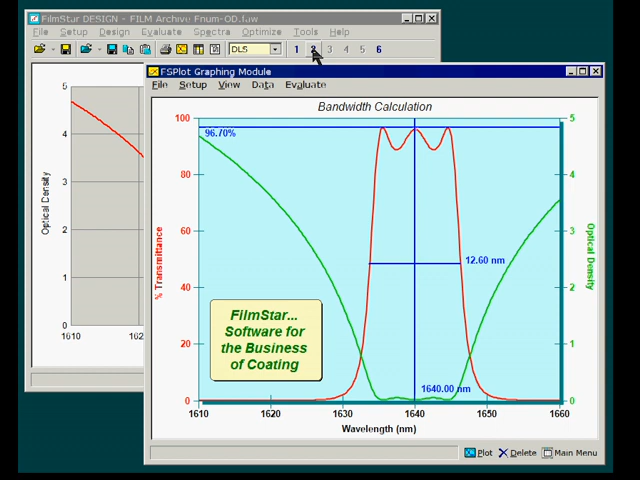 FilmStar DESIGN - FILM Archive Fnum-OD.faw
File Setup Design Evaluate Spectra Optimize Tools Help
DLS 1 2 3 4 5 6
FSPlot Graphing Module
File Setup View Data Evaluate
Bandwidth Calculation
5
4
3
2
1
0
Optical Density
1610
162
100
80
60
40
20
0
% Transmittance
96.70%
12.60 nm
1640.00 nm
FilmStar...
Software for
the Business
of Coating
5
4
3
2
1
0
Optical Density
1610 1620 1630 1640 1650 1660
Wavelength (nm)
Plot Delete Main Menu